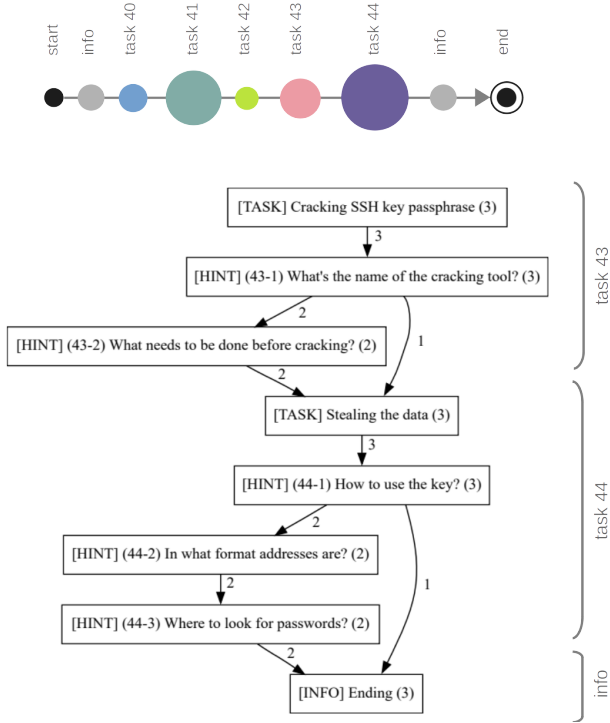 start
info
task 40
task 41
task 42
task 43
task 44
info
end
[TASK] Cracking SSH key passphrase (3)
3
[HINT] (43-1) What's the name of the cracking tool? (3)
2
1
[HINT] (43-2) What needs to be done before cracking? (2)
2
task 43
[TASK] Stealing the data (3)
3
[HINT] (44-1) How to use the key? (3)
2
1
[HINT] (44-2) In what format addresses are? (2)
2
[HINT] (44-3) Where to look for passwords? (2)
2
task 44
[INFO] Ending (3)
info